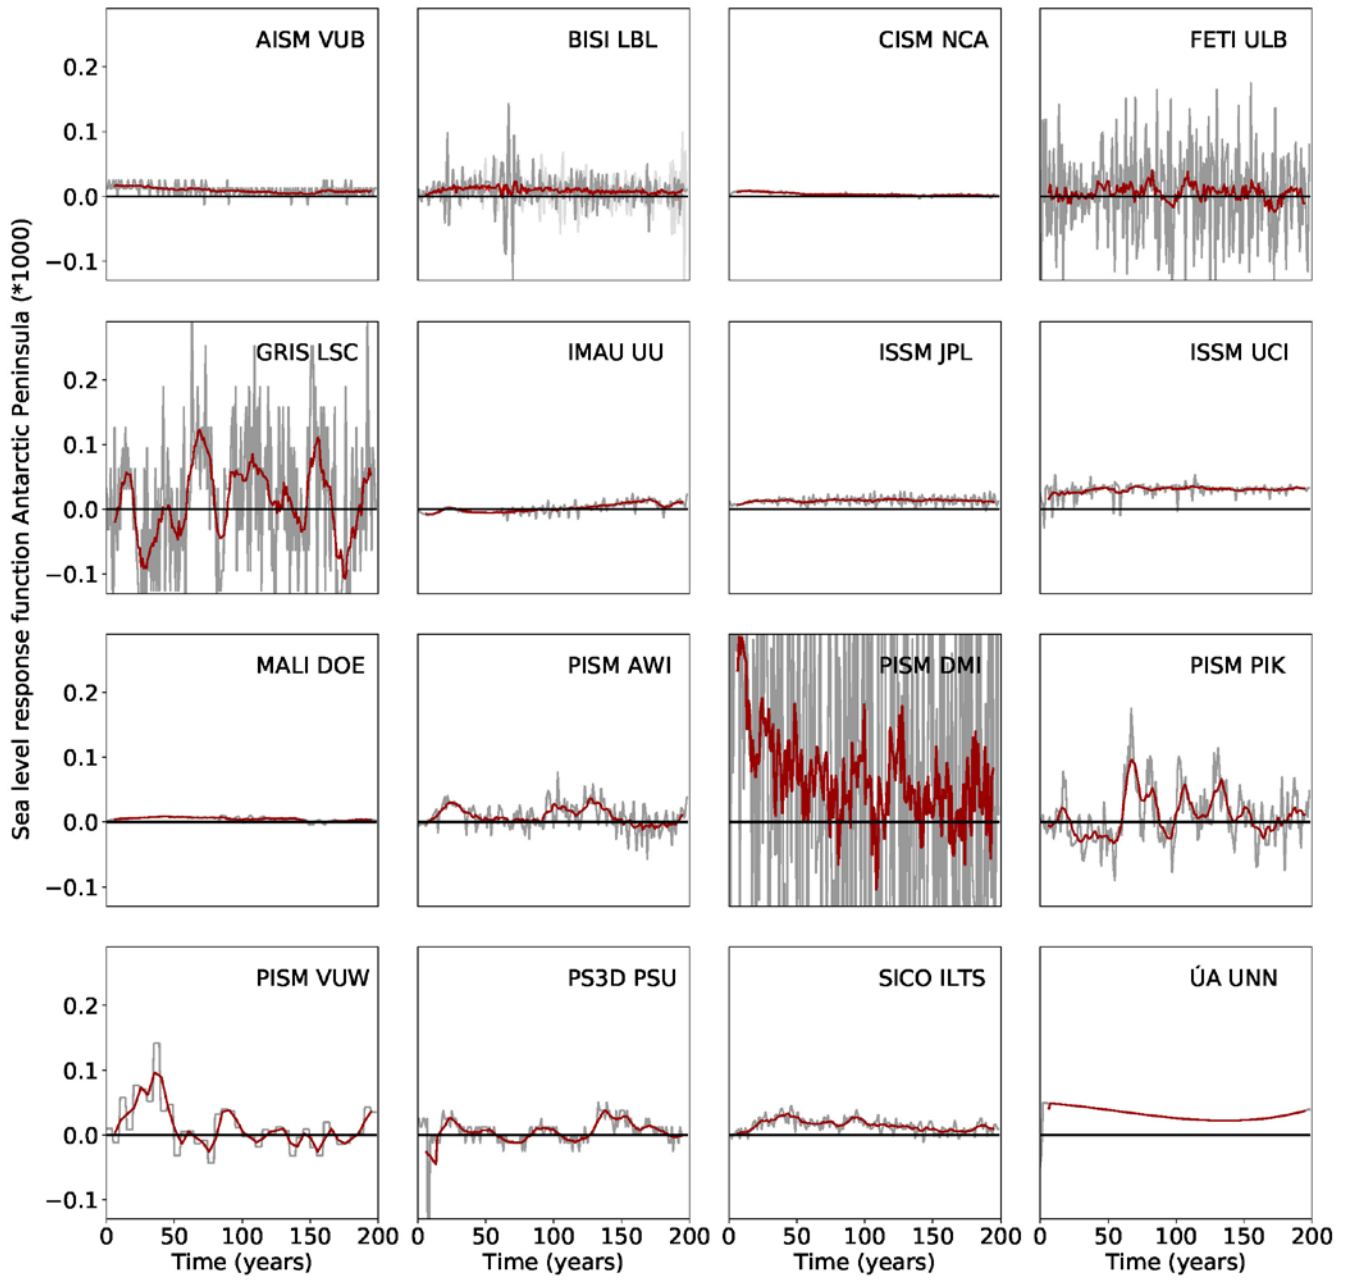 Sea level response function Antarctic Peninsula (*1000)
AISM VUB
BISI LBL
CISM NCA
FETI ULB
0.2
0.1
0.0
−0.1
GRIS LSC
IMAU UU
ISSM JPL
ISSM UCI
0.2
0.1
0.0
−0.1
MALI DOE
PISM AWI
PISM DMI
PISM PIK
0.2
0.1
0.0
−0.1
PISM VUW
PS3D PSU
SICO ILTS
ÚA UNN
0.2
0.1
0.0
−0.1
0 50 100 150 200
0 50 100 150 200
0 50 100 150 200
0 50 100 150 200
Time (years)
Time (years)
Time (years)
Time (years)